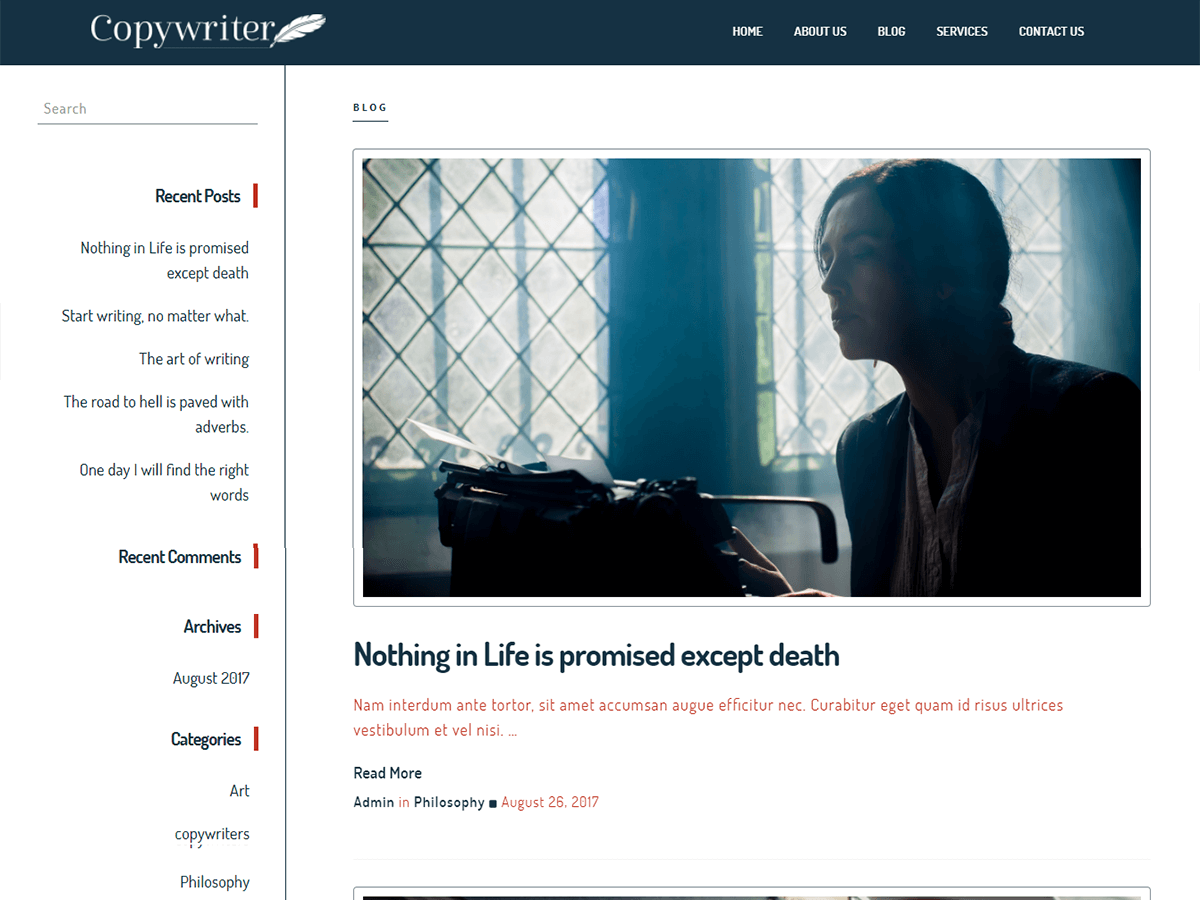 Copywriter
HOME ABOUT US BLOG SERVICES CONTACT US
Search
Recent Posts
Nothing in Life is promised
except death
Start writing, no matter what.
The art of writing
The road to hell is paved with
adverbs.
One day I will find the right
words
Recent Comments
Archives
August 2017
Categories
Art
copywriters
Philosophy
BLOG
Nothing in Life is promised except death
Nam interdum ante tortor, sit amet accumsan augue efficitur nec. Curabitur eget quam id risus ultrices
vestibulum et vel nisi. ...
Read More
Admin in Philosophy ■ August 26, 2017